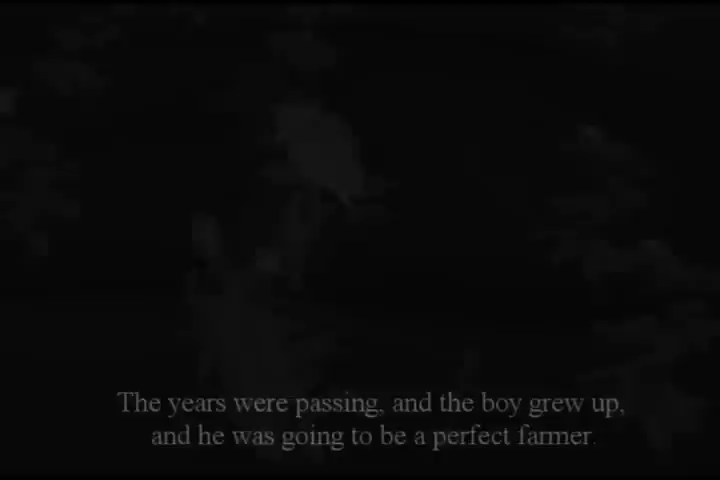 The years were passing, and the boy grew up,
and he was going to be a perfect farmer.